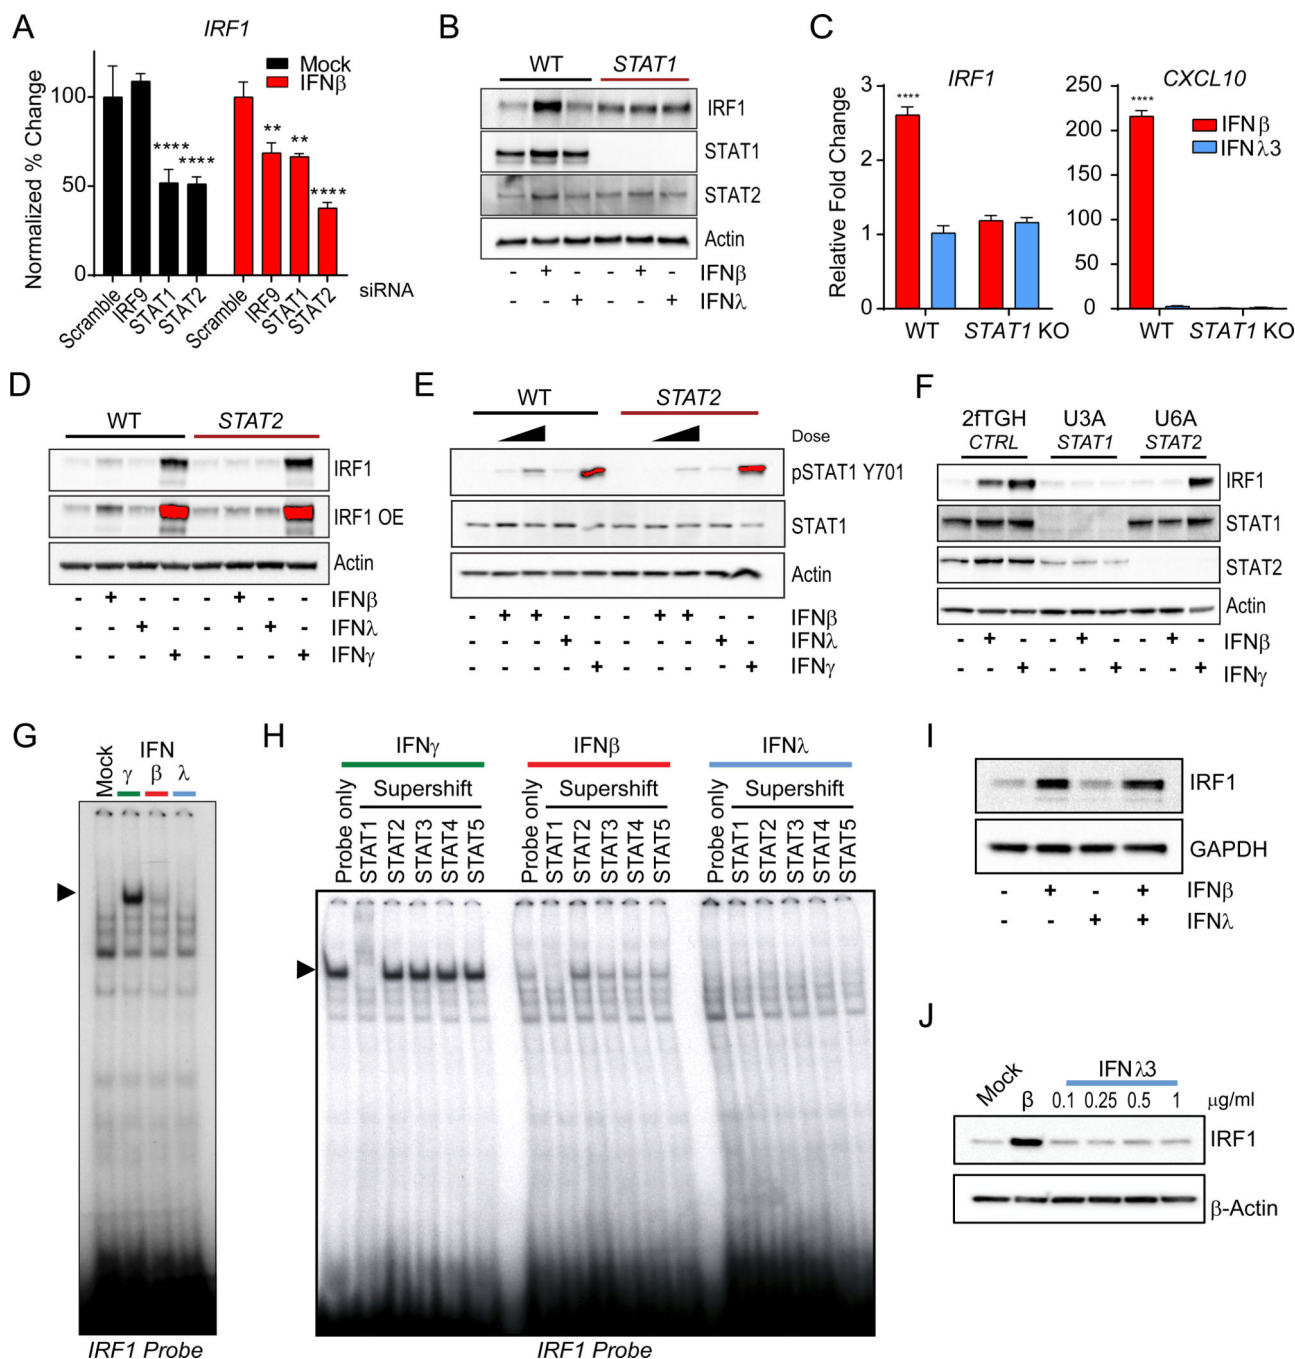 A
IRF1
Normalized % Change
100
50
0
Mock
IFNβ
****
****
**
**
****
Scramble
IRF9
STAT1
STAT2
Scramble
IRF9
STAT1
STAT2
siRNA
B
WT STAT1
IRF1
STAT1
STAT2
Actin
- + - - + - IFNβ
- - + - - + IFNλ
C
Relative Fold Change
IRF1
3
2
1
0
****
WT STAT1 KO
CXCL10
250
200
150
100
50
0
****
WT STAT1 KO
IFNβ
IFNλ3
D
WT STAT2
IRF1
IRF1 OE
Actin
- + - - - + - - IFNβ
- - + - - - + - IFNλ
- - - + - - - + IFNγ
E
WT STAT2
Dose
pSTAT1 Y701
STAT1
Actin
- + + - - - + + - - IFNβ
- - - + - - - - + - IFNλ
- - - - + - - - - + IFNγ
F
2fTGH U3A U6A
CTRL STAT1 STAT2
IRF1
STAT1
STAT2
Actin
- + - - + - - + - IFNβ
- - + - - + - - + IFNγ
G
Mock
IFN
γ β λ
IRF1 Probe
H
IFNγ IFNβ IFNλ
Supershift Supershift Supershift
Probe only STAT1 STAT2 STAT3 STAT4 STAT5 Probe only STAT1 STAT2 STAT3 STAT4 STAT5 Probe only STAT1 STAT2 STAT3 STAT4 STAT5
IRF1 Probe
I
IRF1
GAPDH
- + - + IFNβ
- - + + IFNλ
J
Mock β IFNλ3
0.1 0.25 0.5 1 μg/ml
IRF1
β-Actin